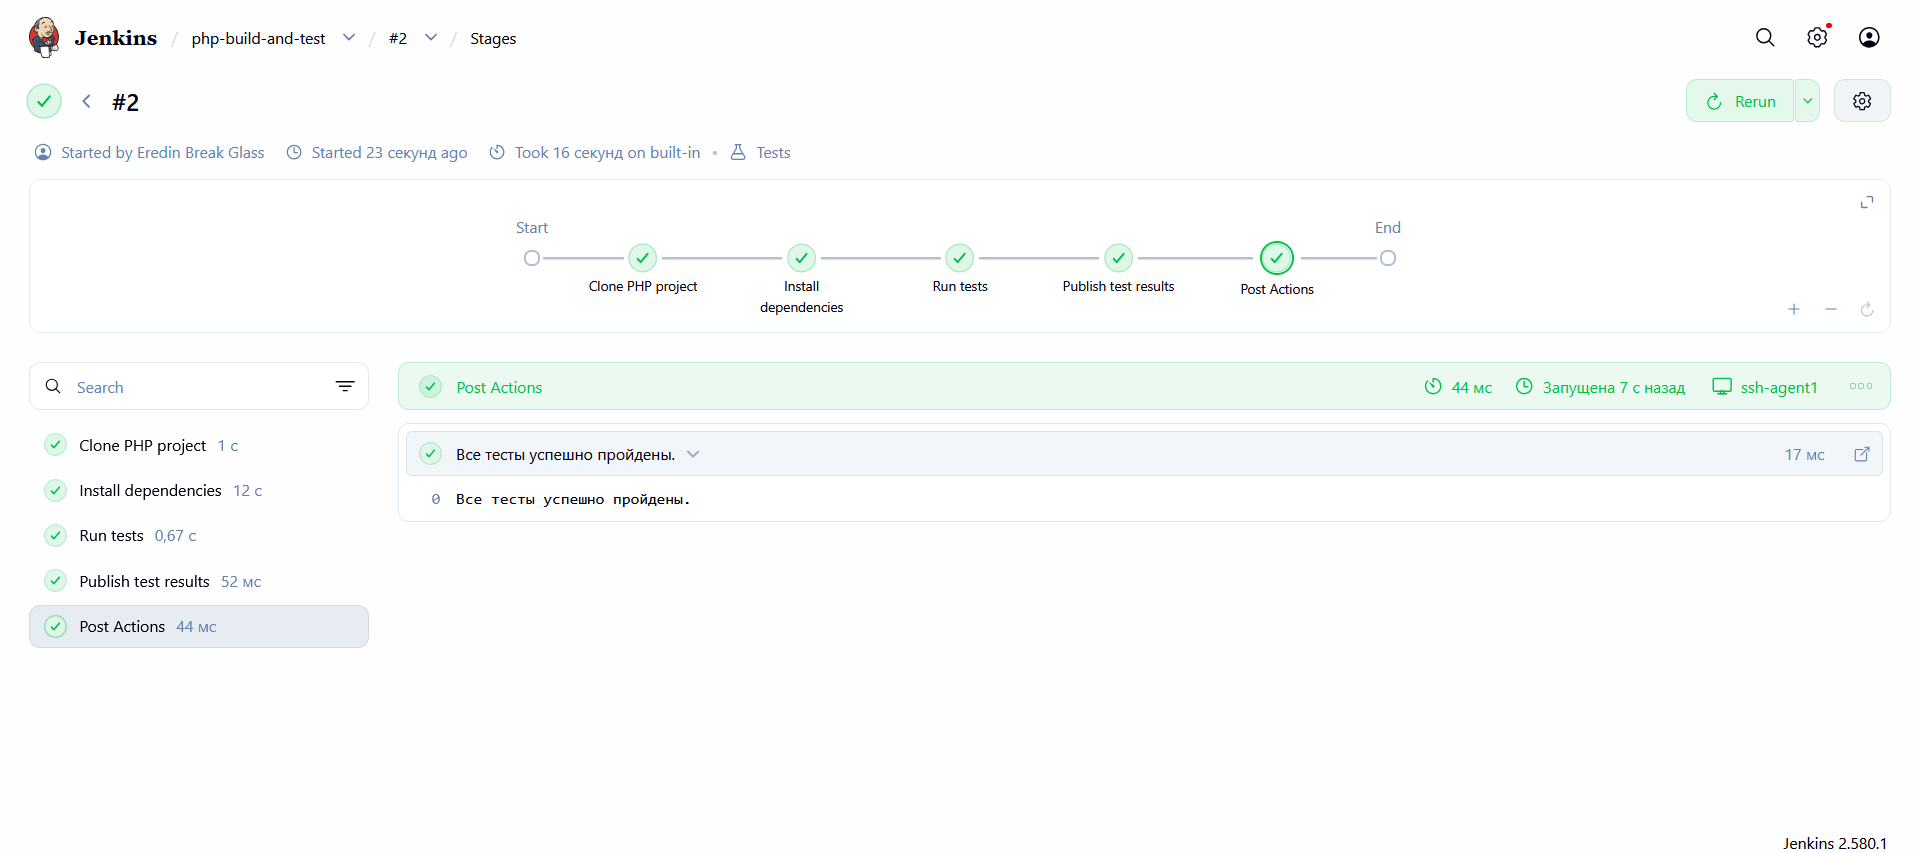 Jenkins / php-build-and-test / #2 / Stages
#2
Rerun
Started by Eredin Break Glass Started 23 секунд ago Took 16 секунд on built-in • Tests
Start
End
Clone PHP project
Install
dependencies
Run tests
Publish test results
Post Actions
Search
Clone PHP project 1 с
Install dependencies 12 с
Run tests 0,67 с
Publish test results 52 мс
Post Actions 44 мс
Post Actions 44 мс Запущена 7 с назад ssh-agent1
Все тесты успешно пройдены. 17 мс
0 Все тесты успешно пройдены.
Jenkins 2.580.1